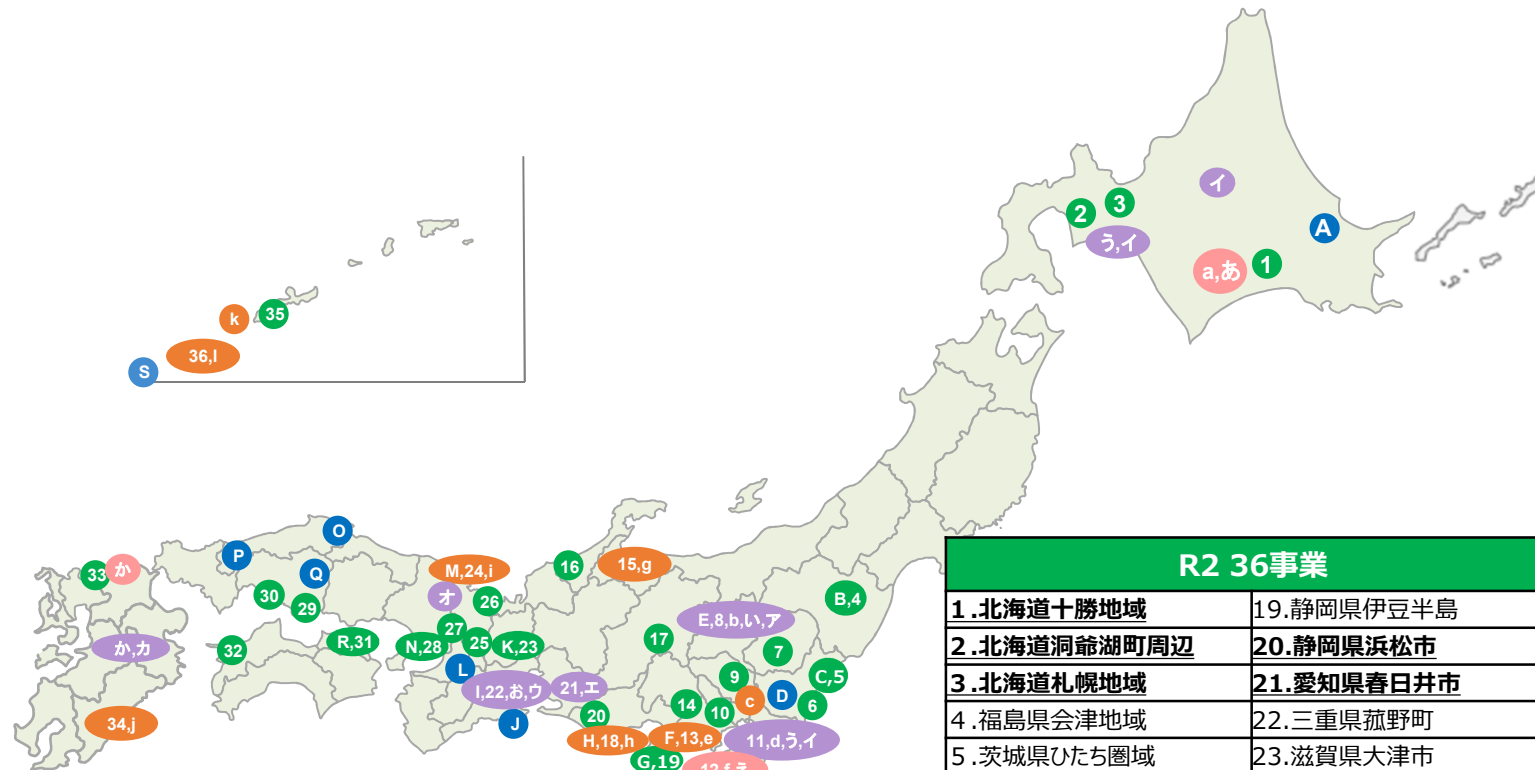 イ
3
2
A
う,イ
1
a,あ
35
k
36,l
S
O
P
か
33
Q
M,24,i
16
15,g
オ
26
30
29
B,4
E,8,b,い,ア
27
17
R,31
N,28
25
K,23
7
32
か,カ
L
9
C,5
I,22,お,ウ
21,エ
D
c
14
6
34,j
J
20
10
H,18,h
F,13,e
11,d,う,イ
G,19
R2 36事業
1.北海道十勝地域 19.静岡県伊豆半島
2.北海道洞爺湖町周辺 20.静岡県浜松市
3.北海道札幌地域 21.愛知県春日井市
4.福島県会津地域 22.三重県菰野町
5.茨城県ひたち圏域 23.滋賀県大津市